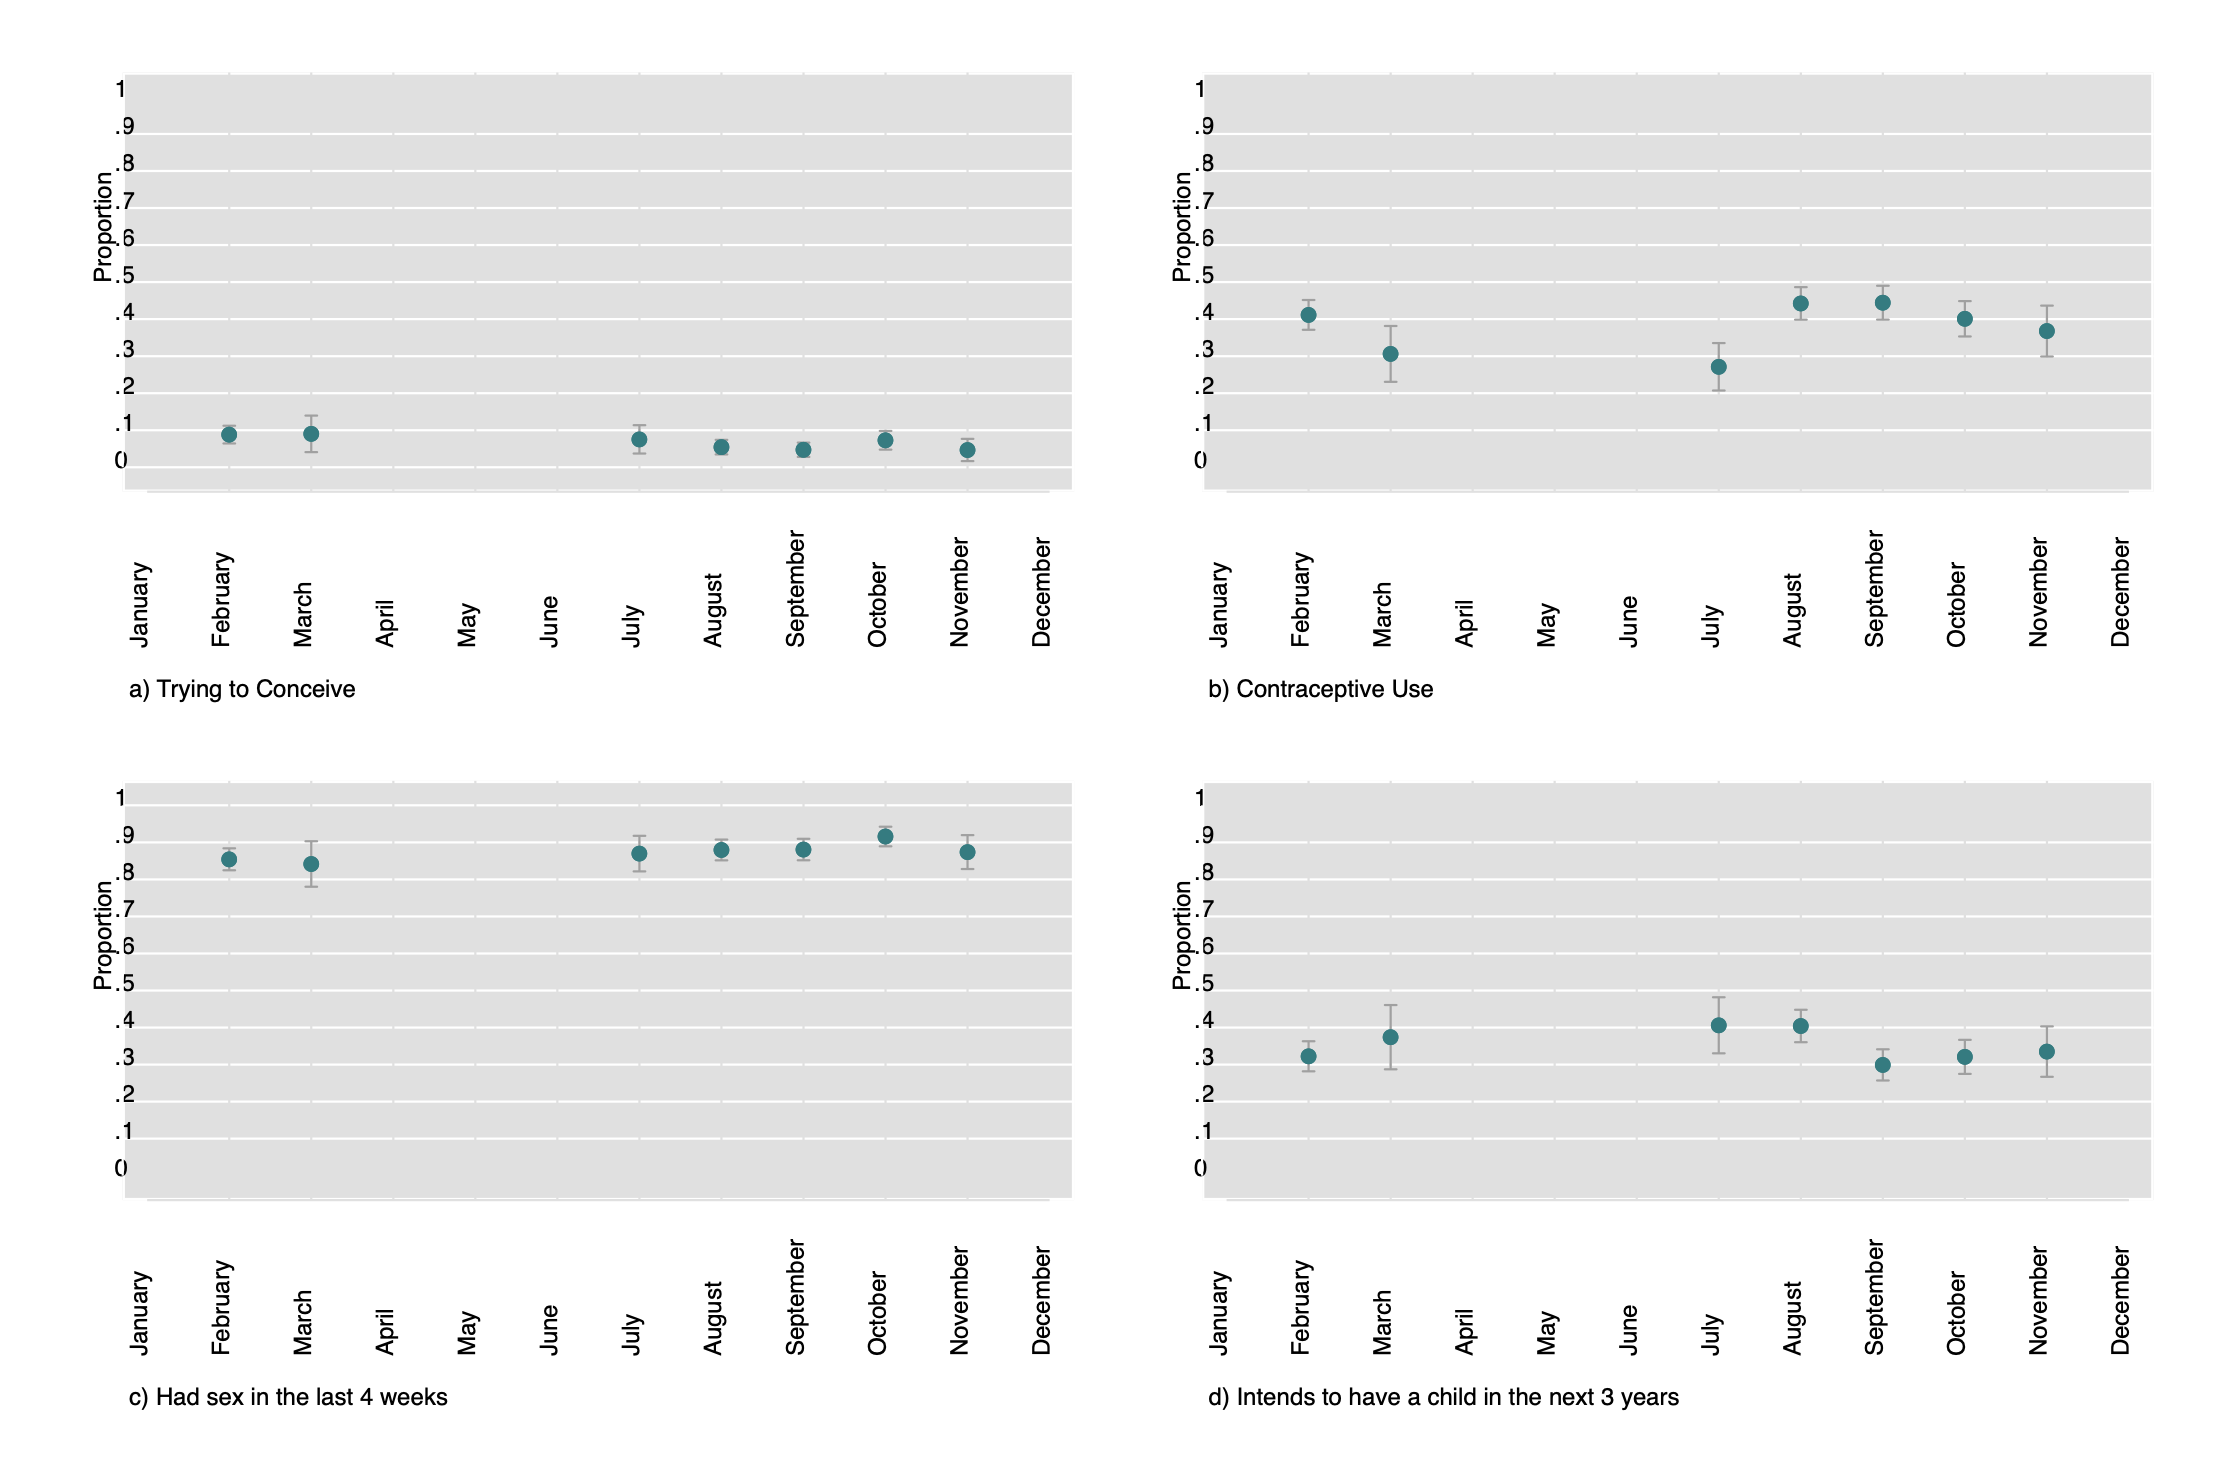 Proportion
1
.9
.8
.7
.6
.5
.4
.3
.2
.1
0
January
February
March
April
May
June
July
August
September
October
November
December
a) Trying to Conceive
Proportion
1
.9
.8
.7
.6
.5
.4
.3
.2
.1
0
January
February
March
April
May
June
July
August
September
October
November
December
b) Contraceptive Use
Proportion
1
.9
.8
.7
.6
.5
.4
.3
.2
.1
0
January
February
March
April
May
June
July
August
September
October
November
December
c) Had sex in the last 4 weeks
Proportion
1
.9
.8
.7
.6
.5
.4
.3
.2
.1
0
January
February
March
April
May
June
July
August
September
October
November
December
d) Intends to have a child in the next 3 years